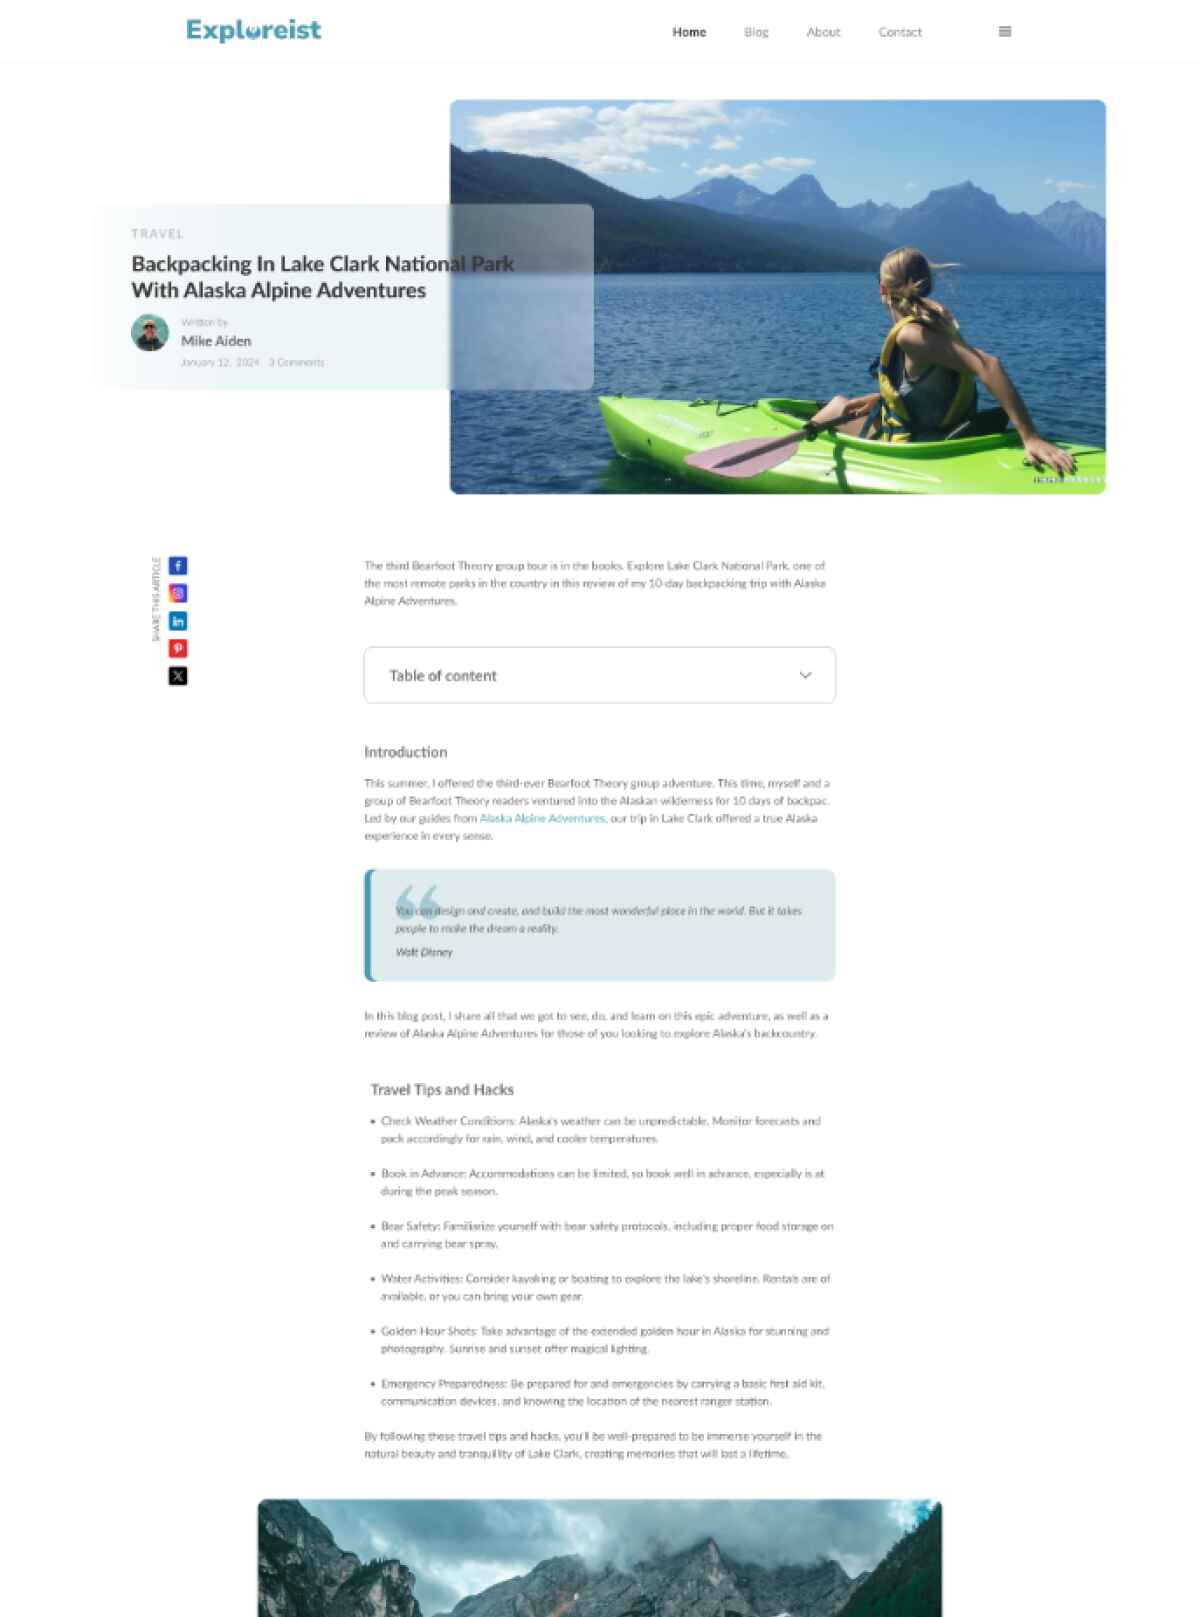 Exploreist
Home
Blog
About
Contact
TRAVEL
Backpacking In Lake Clark National Park
With Alaska Alpine Adventures
Written by
Mike Aiden
January 12, 2024 3 Comments
SHARE THIS ARTICLE
The third Bearfoot Theory group tour is in the books. Explore Lake Clark National Park, one of
the most remote parks in the country in this review of my 10-day backpacking trip with Alaska
Alpine Adventures.
Table of content
Introduction
This summer, I offered the third-ever Bearfoot Theory group adventure. This time, myself and a
group of Bearfoot Theory readers ventured into the Alaskan wilderness for 10 days of backpac.
Led by our guides from Alaska Alpine Adventures, our trip in Lake Clark offered a true Alaska
experience in every sense.
You can design and create, and build the most wonderful place in the world. But it takes
people to make the dream a reality.
Walt Disney
In this blog post, I share all that we got to see, do, and learn on this epic adventure, as well as a
review of Alaska Alpine Adventures for those of you looking to explore Alaska's backcountry.
Travel Tips and Hacks
• Check Weather Conditions: Alaska's weather can be unpredictable. Monitor forecasts and
pack accordingly for rain, wind, and cooler temperatures.
• Book in Advance: Accommodations can be limited, so book well in advance, especially is at
during the peak season.
• Bear Safety: Familiarize yourself with bear safety protocols, including proper food storage on
and carrying bear spray.
• Water Activities: Consider kayaking or boating to explore the lake's shoreline. Rentals are of
available, or you can bring your own gear.
• Golden Hour Shots: Take advantage of the extended golden hour in Alaska for stunning and
photography. Sunrise and sunset offer magical lighting.
• Emergency Preparedness: Be prepared for and emergencies by carrying a basic first aid kit,
communication devices, and knowing the location of the nearest ranger station.
By following these travel tips and hacks, you'll be well-prepared to be immerse yourself in the
natural beauty and tranquility of Lake Clark, creating memories that will last a lifetime.